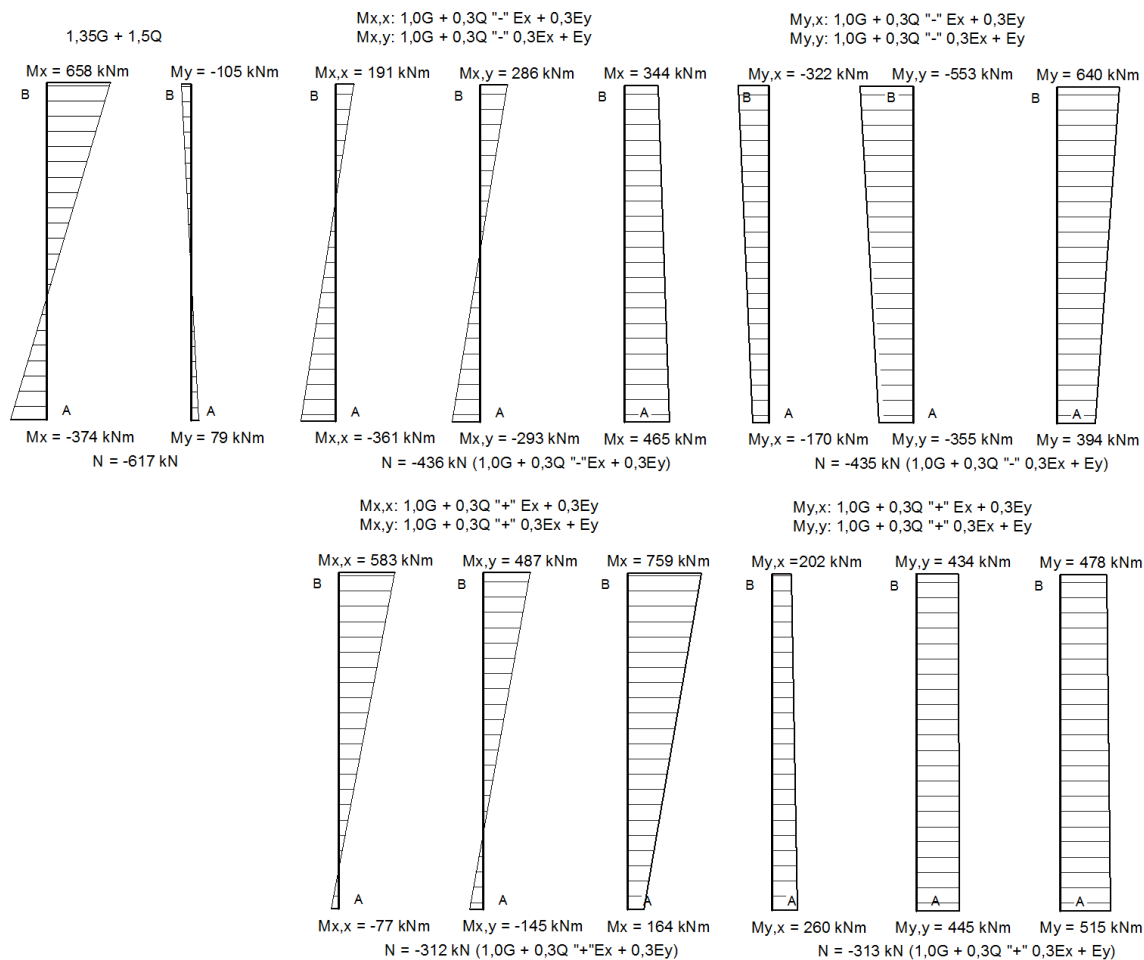 1,35G + 1,5Q
Mx = 658 kNm
My = -105 kNm
B
B
A
A
Mx = -374 kNm
My = 79 kNm
N = -617 kN
Mx,x: 1,0G + 0,3Q "-" Ex + 0,3Ey
Mx,y: 1,0G + 0,3Q "-" 0,3Ex + Ey
Mx,x = 191 kNm
Mx,y = 286 kNm
Mx = 344 kNm
B
B
B
A
A
A
Mx,x = -361 kNm
Mx,y = -293 kNm
Mx = 465 kNm
N = -436 kN (1,0G + 0,3Q "-"Ex + 0,3Ey)
My,x: 1,0G + 0,3Q "-" Ex + 0,3Ey
My,y: 1,0G + 0,3Q "-" 0,3Ex + Ey
My,x = -322 kNm
My,y = -553 kNm
My = 640 kNm
B
B
B
A
A
A
My,x = -170 kNm
My,y = -355 kNm
My = 394 kNm
N = -435 kN (1,0G + 0,3Q "-" 0,3Ex + Ey)
Mx,x: 1,0G + 0,3Q "+" Ex + 0,3Ey
Mx,y: 1,0G + 0,3Q "+" 0,3Ex + Ey
Mx,x = 583 kNm
Mx,y = 487 kNm
Mx = 759 kNm
B
B
B
A
A
A
Mx,x = -77 kNm
Mx,y = -145 kNm
Mx = 164 kNm
N = -312 kN (1,0G + 0,3Q "+"Ex + 0,3Ey)
My,x: 1,0G + 0,3Q "+" Ex + 0,3Ey
My,y: 1,0G + 0,3Q "+" 0,3Ex + Ey
My,x =202 kNm
My,y = 434 kNm
My = 478 kNm
B
B
B
A
A
A
My,x = 260 kNm
My,y = 445 kNm
My = 515 kNm
N = -313 kN (1,0G + 0,3Q "+" 0,3Ex + Ey)